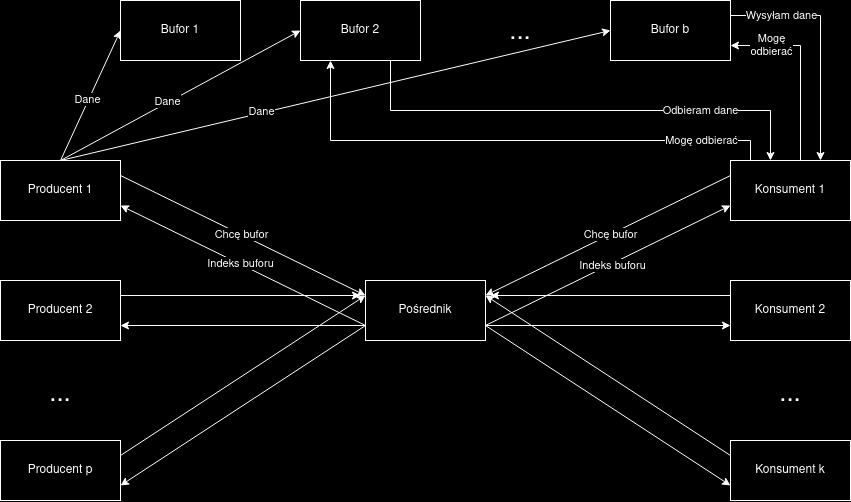 Bufor 1
Bufor 2
...
Bufor b
Wysyłam dane
Mogę
odbierać
Dane
Dane
Dane
Odbieram dane
Mogę odbierać
Producent 1
Konsument 1
Chcę bufor
Chcę bufor
Indeks buforu
Indeks buforu
Producent 2
Pośrednik
Konsument 2
...
...
Producent p
Konsument k